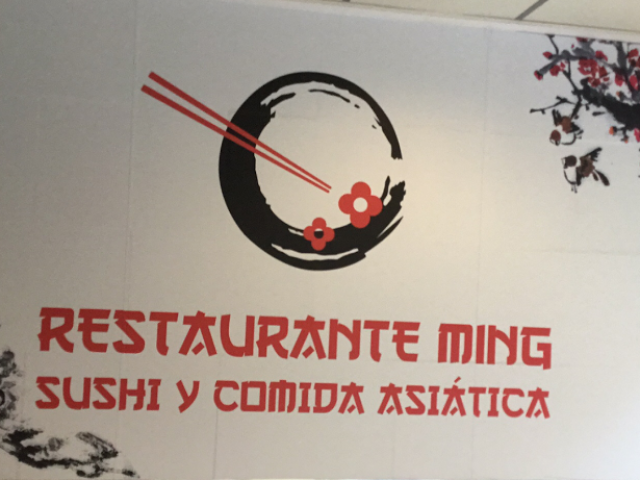 RESTAURANTE MING
SUSHI Y COMIDA ASIÁTICA